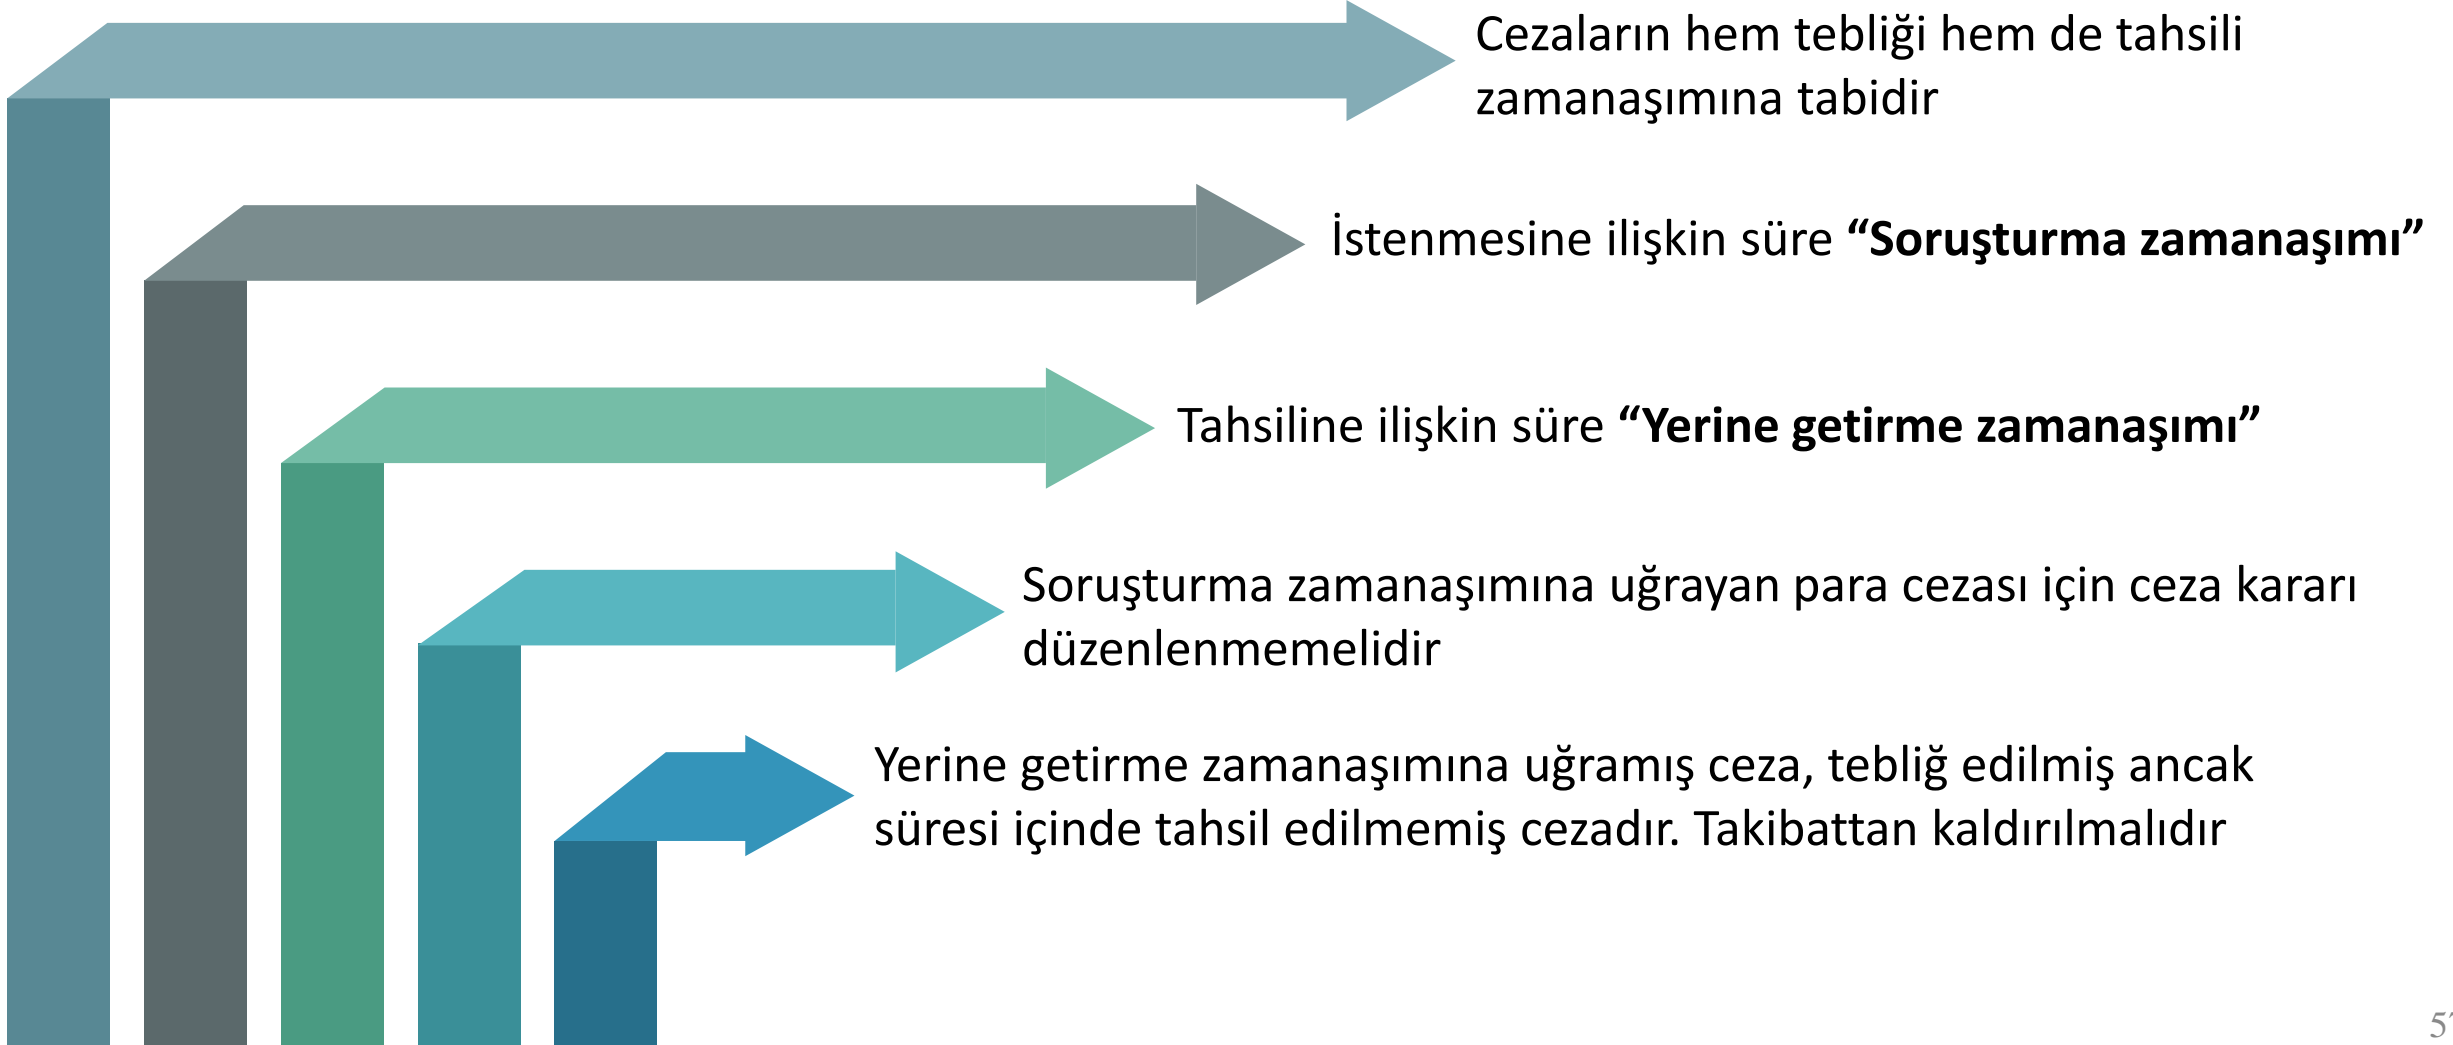 Cezaların hem tebliği hem de tahsili
zamanaşımına tabidir
İstenmesine ilişkin süre “Soruşturma zamanaşımı”
Tahsiline ilişkin süre “Yerine getirme zamanaşımı”
Soruşturma zamanaşımına uğrayan para cezası için ceza kararı
düzenlenmemelidir
Yerine getirme zamanaşımına uğramış ceza, tebliğ edilmiş ancak
süresi içinde tahsil edilmemiş cezadır. Takibattan kaldırılmalıdır